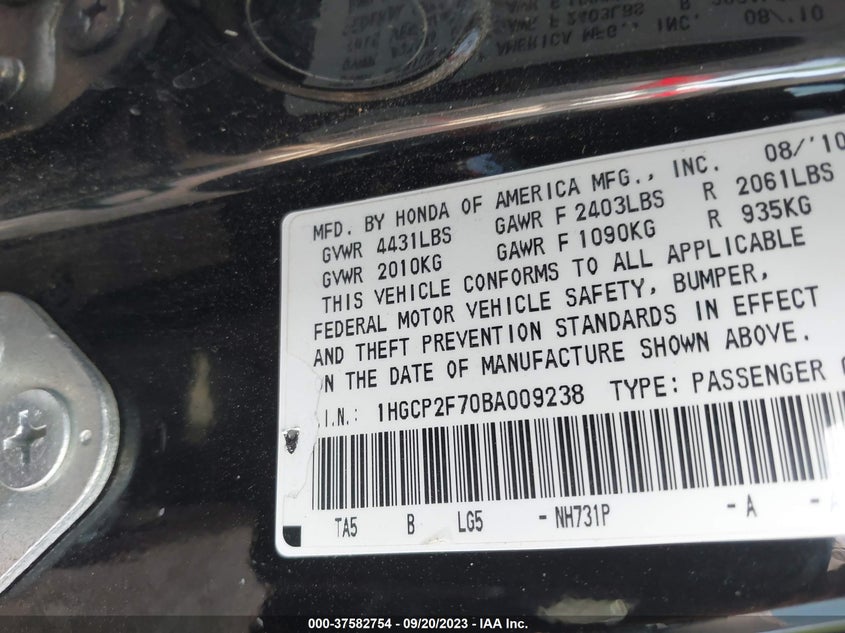 MFD. BY HONDA OF AMERICA MFG., INC. 08/'10
GVWR 4431LBS GAWR F 2403LBS R 2061LBS
GVWR 2010KG GAWR F 1090KG R 935KG
THIS VEHICLE CONFORMS TO ALL APPLICABLE
FEDERAL MOTOR VEHICLE SAFETY, BUMPER,
AND THEFT PREVENTION STANDARDS IN EFFECT
ON THE DATE OF MANUFACTURE SHOWN ABOVE.
.I.N.: 1HGCP2F70BA009238 TYPE: PASSENGER
TA5 B LG5 - NH731P - A -
000-37582754 - 09/20/2023 - IAA Inc.